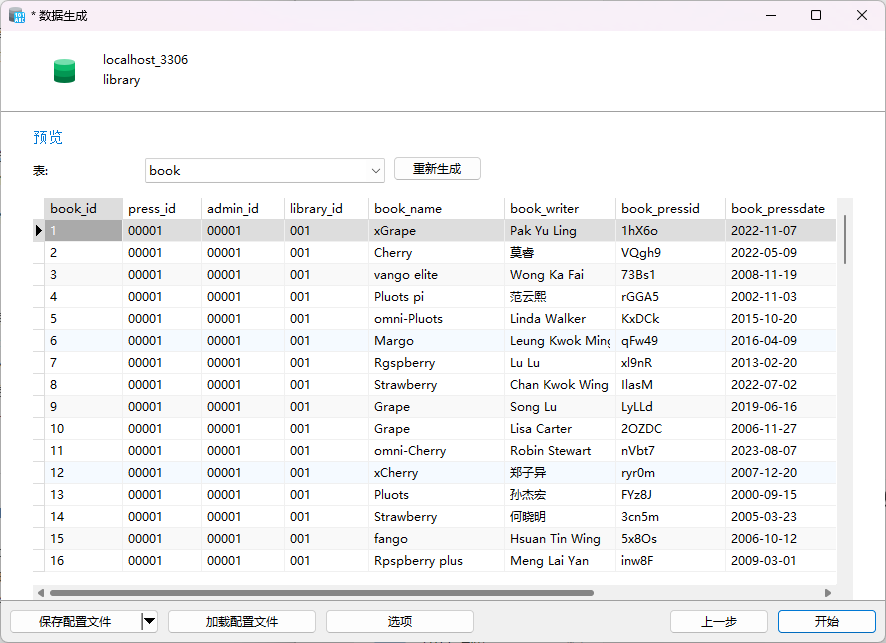 * 数据生成
localhost_3306
library
预览
表: book 重新生成
book_id press_id admin_id library_id book_name book_writer book_pressid book_pressdate
1 00001 00001 001 xGrape Pak Yu Ling 1hX6o 2022-11-07
2 00001 00001 001 Cherry 莫睿 VQgh9 2022-05-09
3 00001 00001 001 vango elite Wong Ka Fai 73Bs1 2008-11-19
4 00001 00001 001 Pluots pi 范云熙 rGGA5 2002-11-03
5 00001 00001 001 omni-Pluots Linda Walker KxDCk 2015-10-20
6 00001 00001 001 Margo Leung Kwok Ming qFw49 2016-04-09
7 00001 00001 001 Rgspberry Lu Lu xl9nR 2013-02-20
8 00001 00001 001 Strawberry Chan Kwok Wing IlasM 2022-07-02
9 00001 00001 001 Grape Song Lu LyLLd 2019-06-16
10 00001 00001 001 Grape Lisa Carter 2OZDC 2006-11-27
11 00001 00001 001 omni-Cherry Robin Stewart nVbt7 2023-08-07
12 00001 00001 001 xCherry 郑子异 ryr0m 2007-12-20
13 00001 00001 001 Pluots 孙杰宏 FYz8J 2000-09-15
14 00001 00001 001 Strawberry 何晓明 3cn5m 2005-03-23
15 00001 00001 001 fango Hsuan Tin Wing 5x8Os 2006-10-12
16 00001 00001 001 Rpspberry plus Meng Lai Yan inw8F 2009-03-01
保存配置文件 加载配置文件 选项 上一步 开始